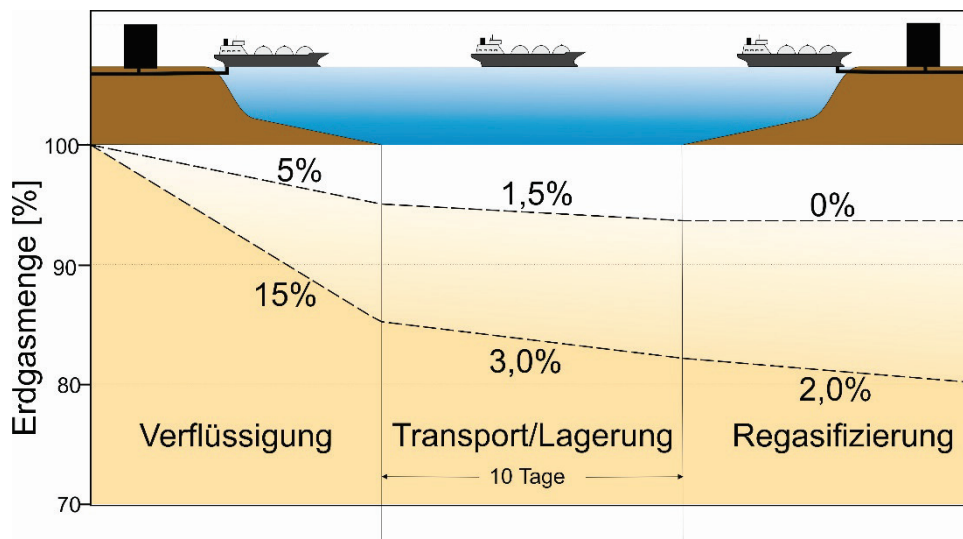 Erdgasmenge [%]
100
90
80
70
5%
1,5%
0%
15%
3,0%
2,0%
Verflüssigung
Transport/Lagerung
Regasifizierung
10 Tage